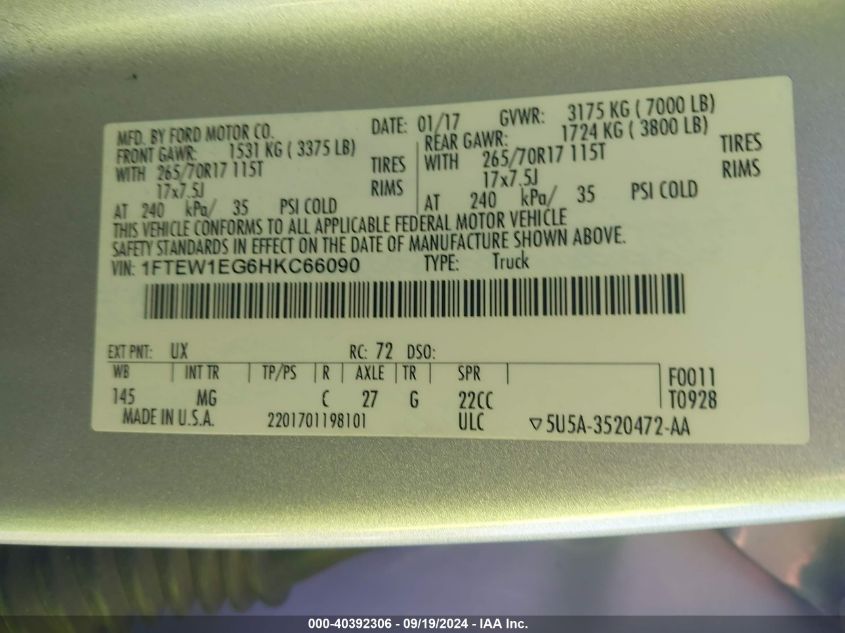 MFD. BY FORD MOTOR CO.
DATE: 01/17 GVWR: 3175 KG ( 7000 LB)
FRONT GAWR: 1531 KG ( 3375 LB)
WITH 265/70R17 115T TIRES
17x7.5J RIMS
AT 240 kPa/ 35 PSI COLD
REAR GAWR: 1724 KG ( 3800 LB)
WITH 265/70R17 115T TIRES
17x7.5J RIMS
AT 240 kPa/ 35 PSI COLD
THIS VEHICLE CONFORMS TO ALL APPLICABLE FEDERAL MOTOR VEHICLE
SAFETY STANDARDS IN EFFECT ON THE DATE OF MANUFACTURE SHOWN ABOVE.
VIN: 1FTEW1EG6HKC66090 TYPE: Truck
EXT PNT: UX RC: 72 DSO:
WB INT TR TP/PS R AXLE TR SPR
145 MG C 27 G 22CC
F0011
T0928
MADE IN U.S.A. 2201701198101 ULC ▽5U5A-3520472-AA
000-40392306 - 09/19/2024 - IAA Inc.